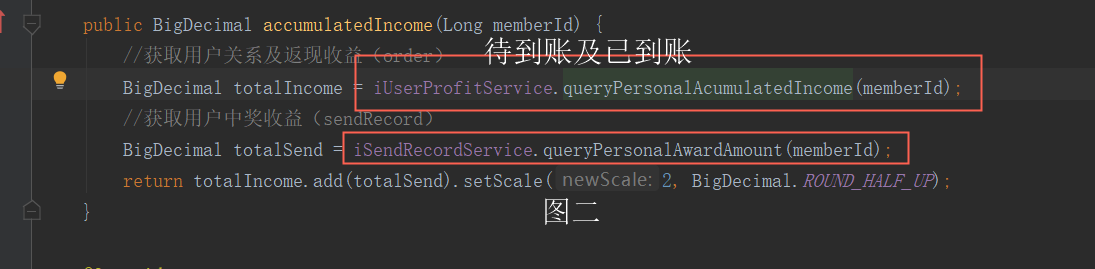 public BigDecimal accumulatedIncome(Long memberId) {
//获取用户关系及返现收益（order）
待到账及已到账
BigDecimal totalIncome = iUserProfitService.queryPersonalAcumulatedIncome(memberId);
//获取用户中奖收益（sendRecord）
BigDecimal totalSend = iSendRecordService.queryPersonalAwardAmount(memberId);
return totalIncome.add(totalSend).setScale( newScale: 2, BigDecimal.ROUND_HALF_UP);
图二
}